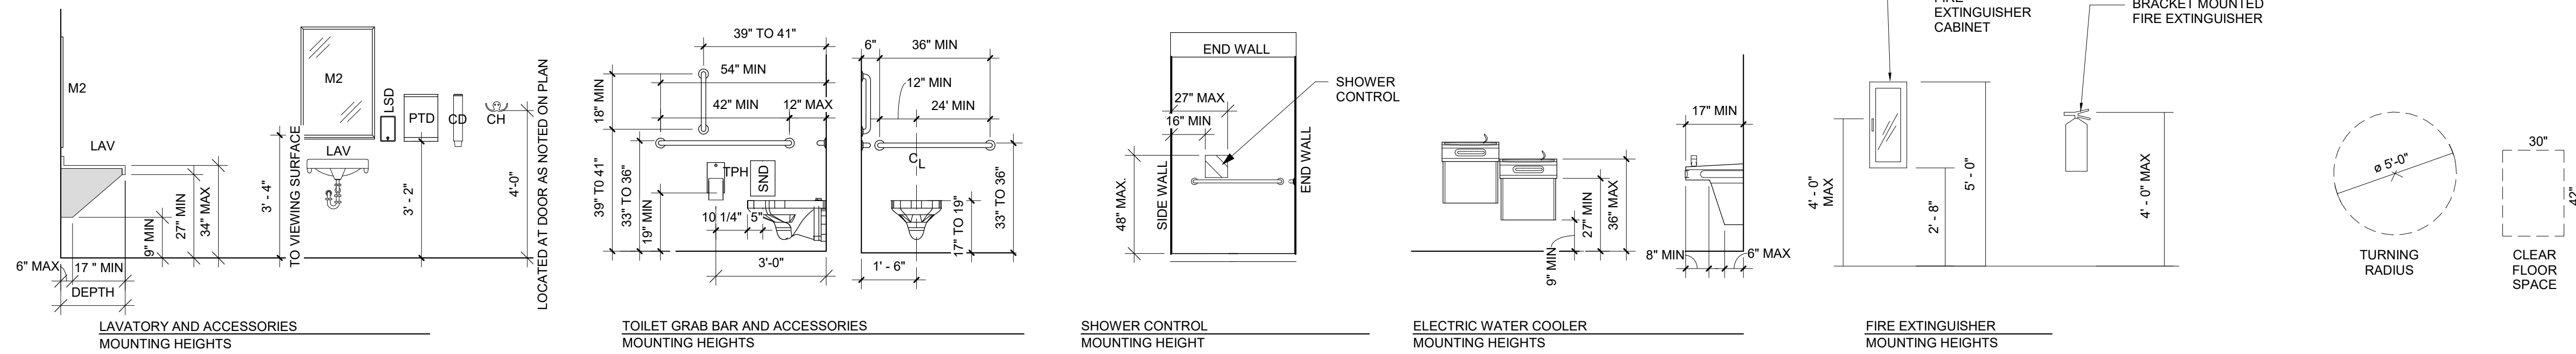 M2
LAV
6" MAX
17 " MIN
DEPTH
9" MIN
27" MIN
34" MAX
3' - 4"
TO VIEWING SURFACE
M2
LAV
LSD
PTD
CD
CH
3' - 2"
4'-0"
LOCATED AT DOOR AS NOTED ON PLAN
LAVATORY AND ACCESSORIES
MOUNTING HEIGHTS
39" TO 41"
54" MIN
42" MIN
12" MAX
18" MIN
39" TO 41"
33" TO 36"
19" MIN
TPH
SND
10 1/4"
5"
3'-0"
6"
36" MIN
12" MIN
24' MIN
CL
17" TO 19"
33" TO 36"
1' - 6"
TOILET GRAB BAR AND ACCESSORIES
MOUNTING HEIGHTS
END WALL
SHOWER
CONTROL
27" MAX
16" MIN
48" MAX.
SIDE WALL
END WALL
SHOWER CONTROL
MOUNTING HEIGHT
9" MIN
27" MIN
36" MAX
17" MIN
8" MIN
6" MAX
ELECTRIC WATER COOLER
MOUNTING HEIGHTS
FIRE
EXTINGUISHER
CABINET
BRACKET MOUNTED
FIRE EXTINGUISHER
4' - 0"
MAX
2' - 8"
5' - 0"
4' - 0" MAX
FIRE EXTINGUISHER
MOUNTING HEIGHTS
ø 5'-0"
TURNING
RADIUS
30"
42"
CLEAR
FLOOR
SPACE